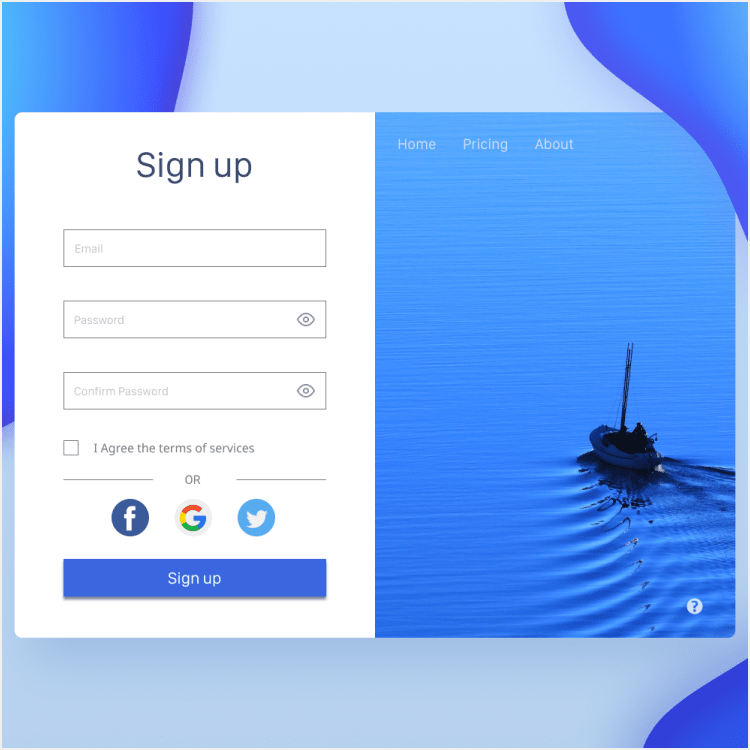 Sign up
Email
Password
Confirm Password
I Agree the terms of services
OR
f
G
Sign up
Home
Pricing
About
?